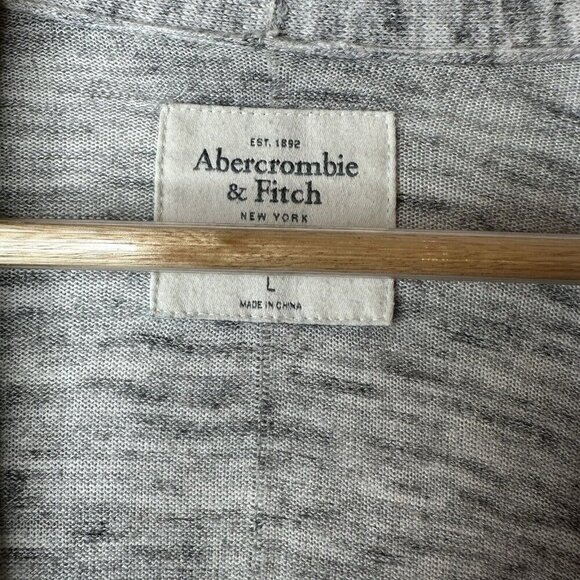 EST. 1892
Abercrombie
& Fitch
NEW YORK
L
MADE IN CHINA